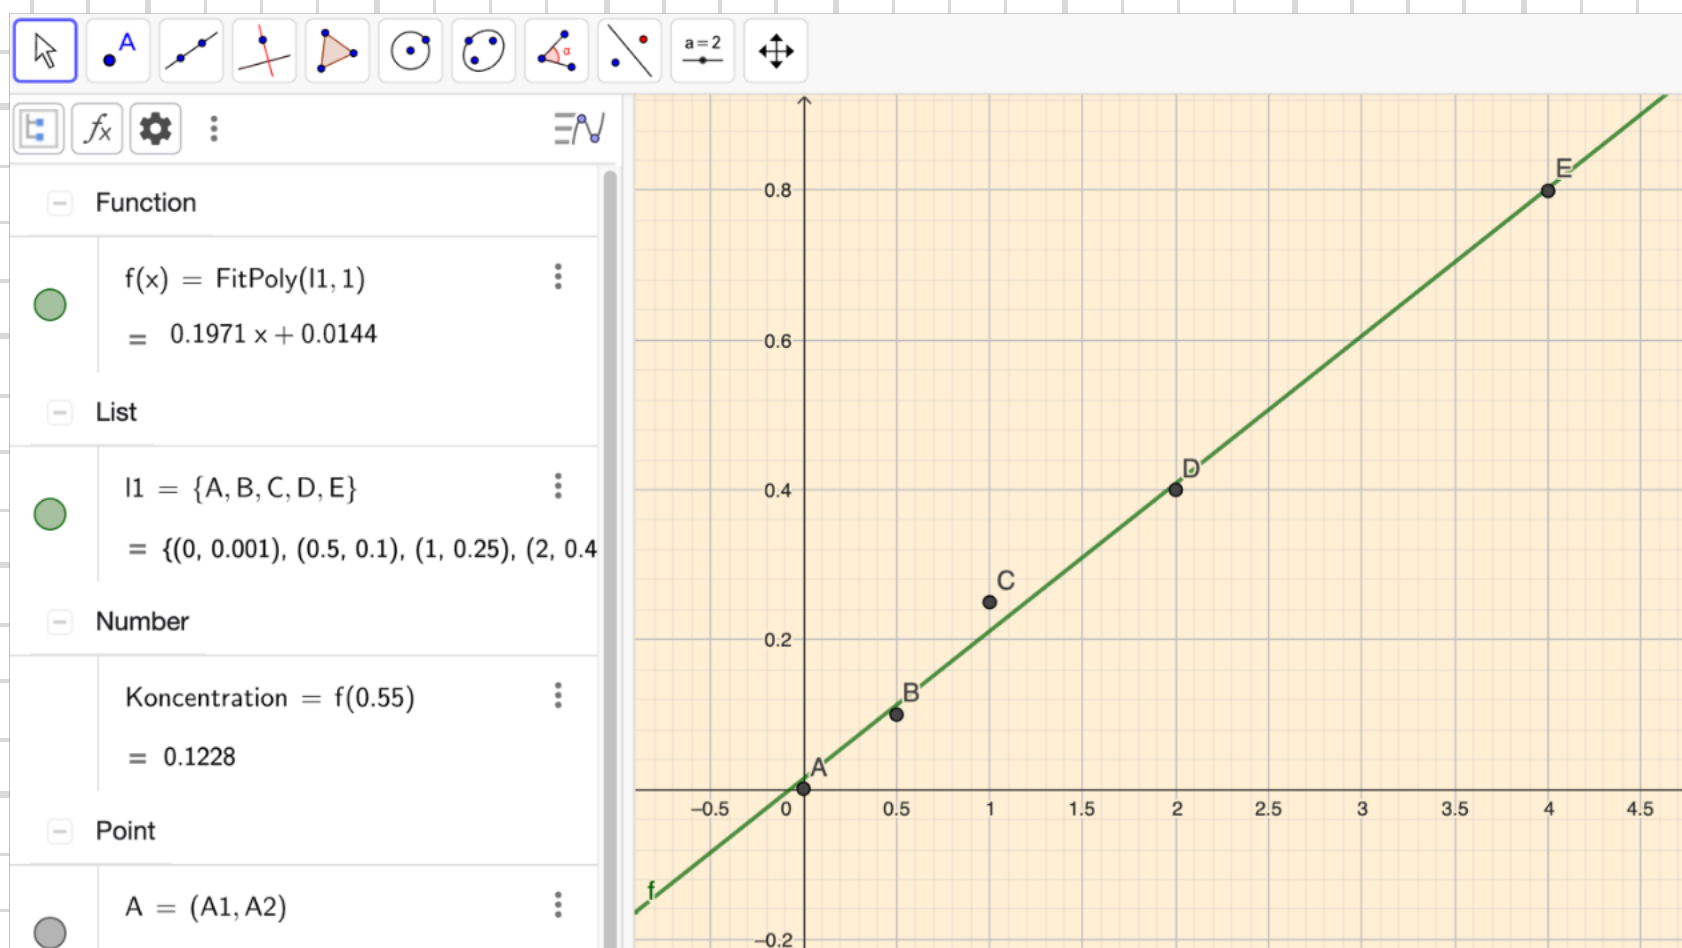 A
α
a=2
fx
Function
f(x) = FitPoly(l1, 1)
= 0.1971 x + 0.0144
List
l1 = {A, B, C, D, E}
= {(0, 0.001), (0.5, 0.1), (1, 0.25), (2, 0.4
Number
Koncentration = f(0.55)
= 0.1228
Point
A = (A1, A2)
E
0.8
0.6
D
0.4
C
0.2
B
A
−0.5 0 0.5 1 1.5 2 2.5 3 3.5 4 4.5
f
−0.2